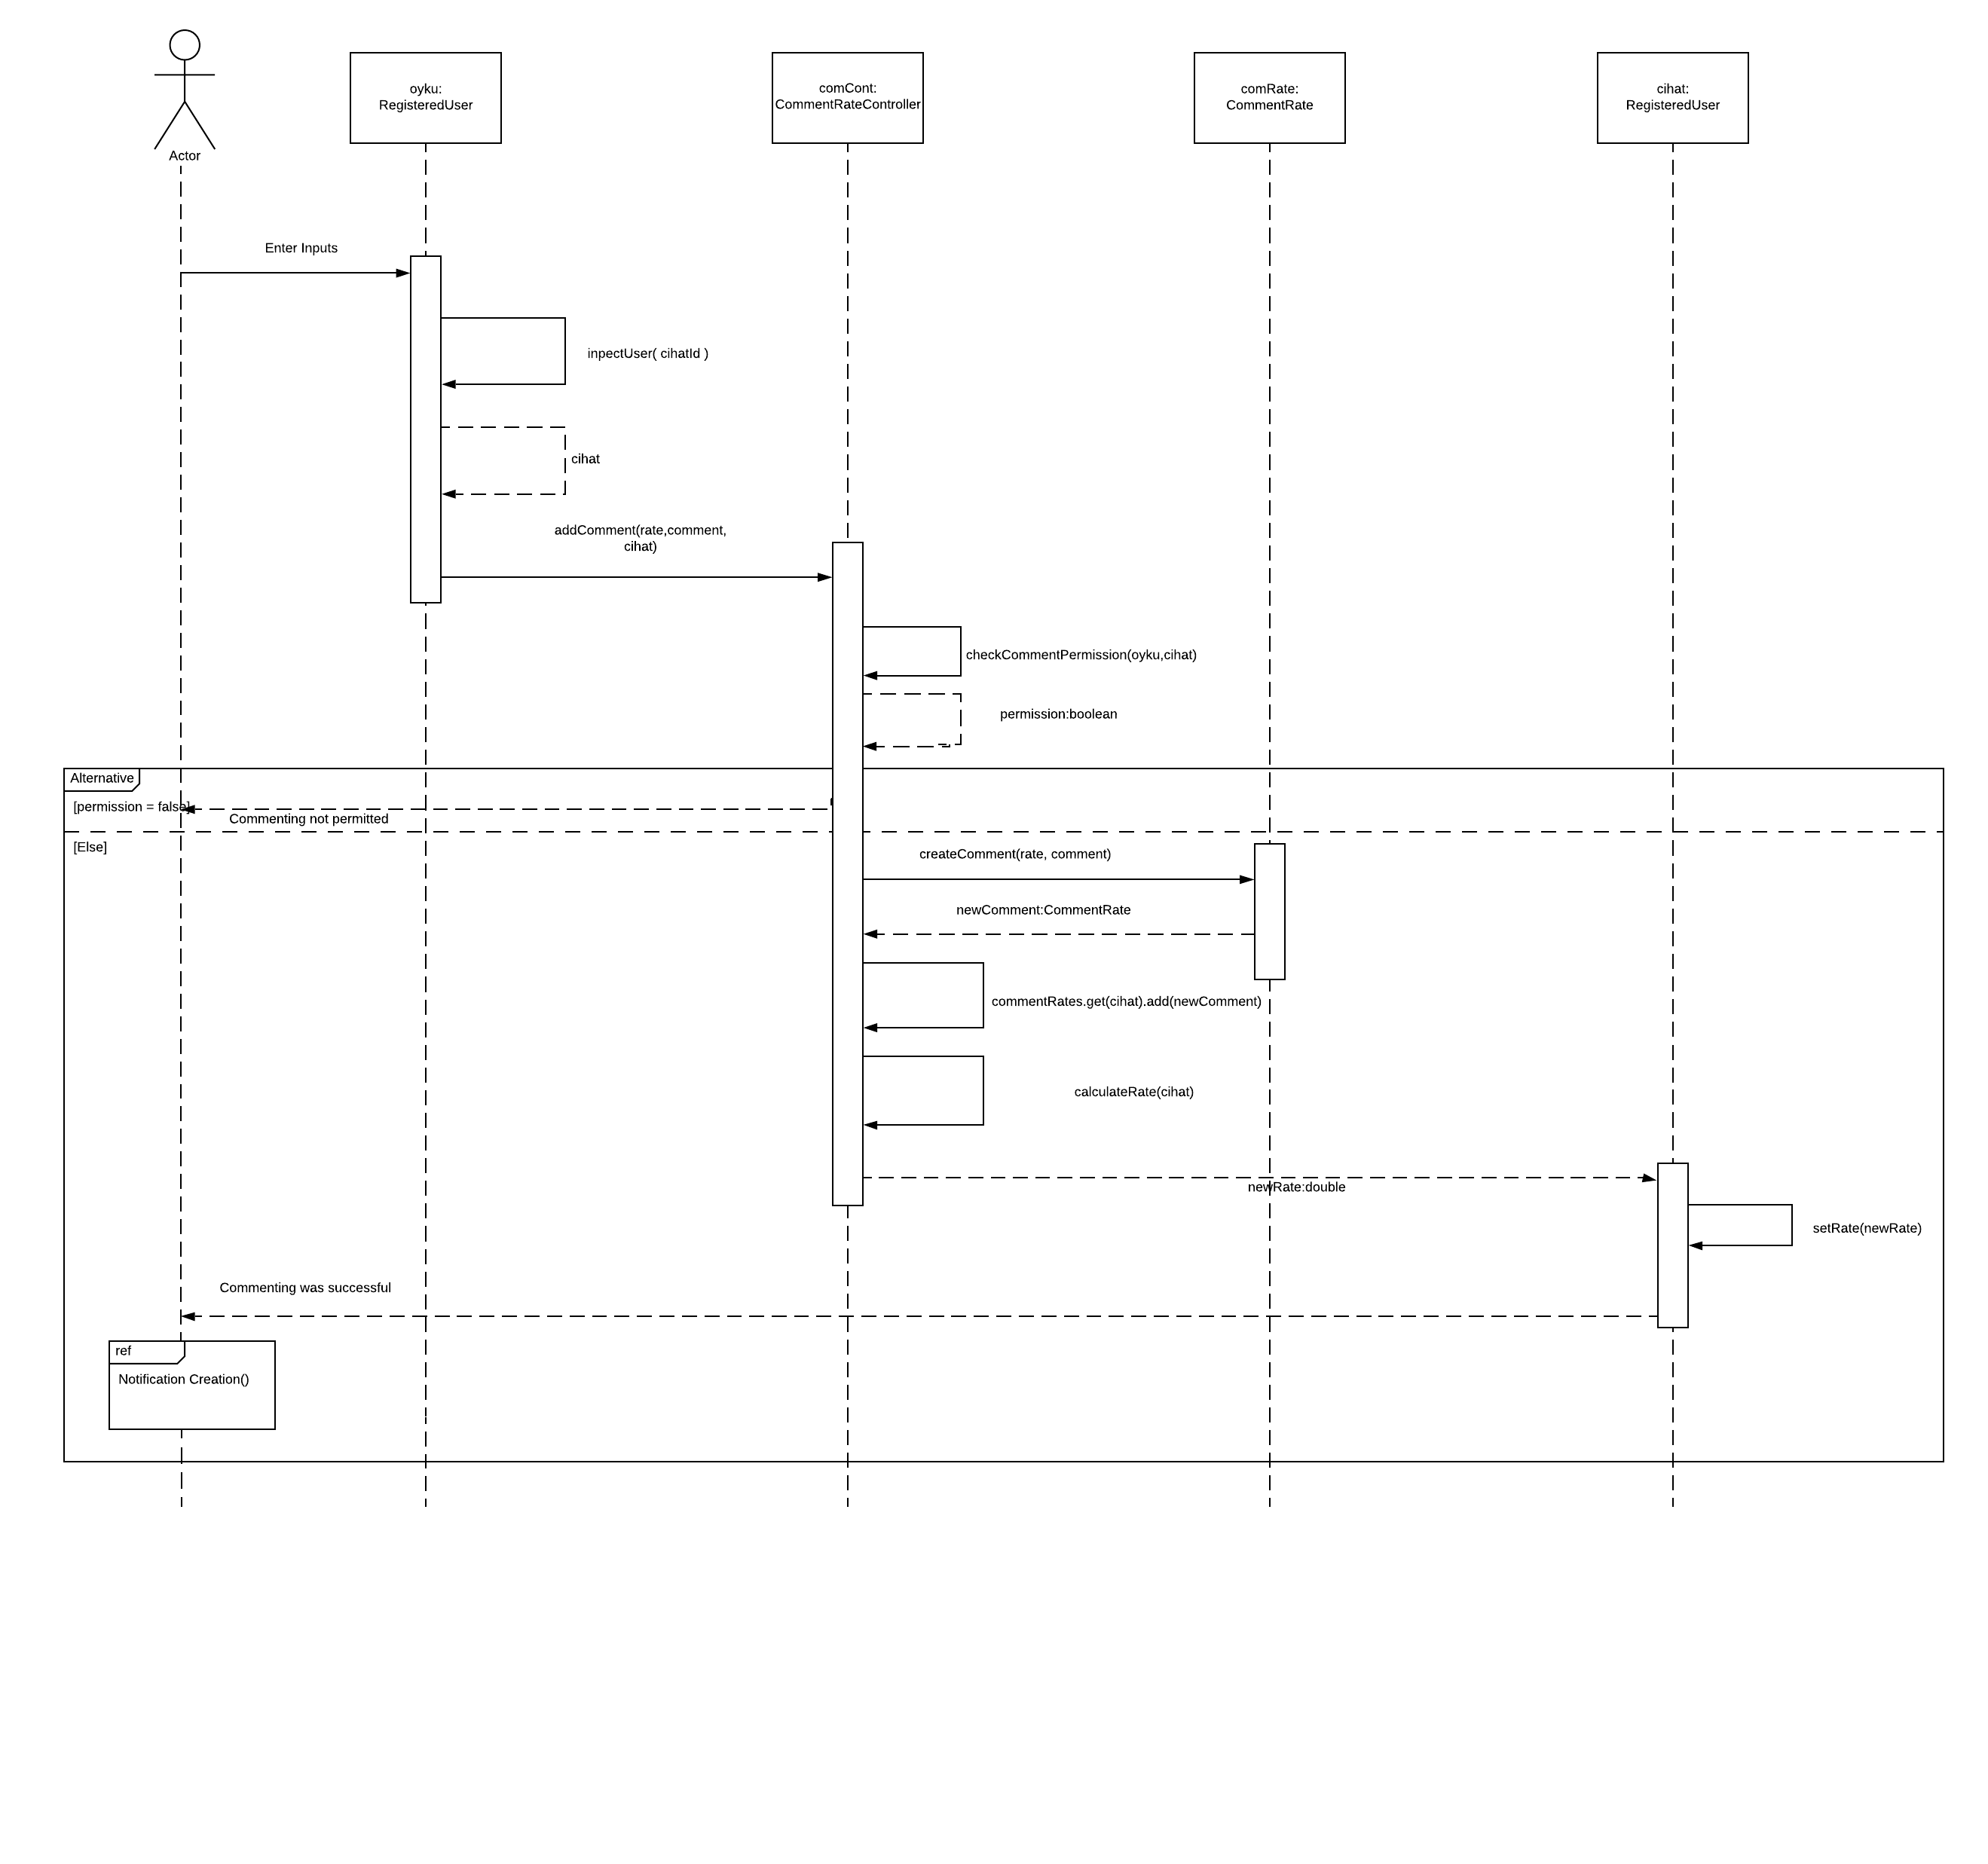 Actor
oyku:
RegisteredUser
comCont:
CommentRateController
comRate:
CommentRate
cihat:
RegisteredUser
Enter Inputs
inpectUser( cihatId )
cihat
addComment(rate,comment,
cihat)
checkCommentPermission(oyku,cihat)
permission:boolean
Alternative
[permission = false]
Commenting not permitted
[Else]
createComment(rate, comment)
newComment:CommentRate
commentRates.get(cihat).add(newComment)
calculateRate(cihat)
newRate:double
setRate(newRate)
Commenting was successful
ref
Notification Creation()